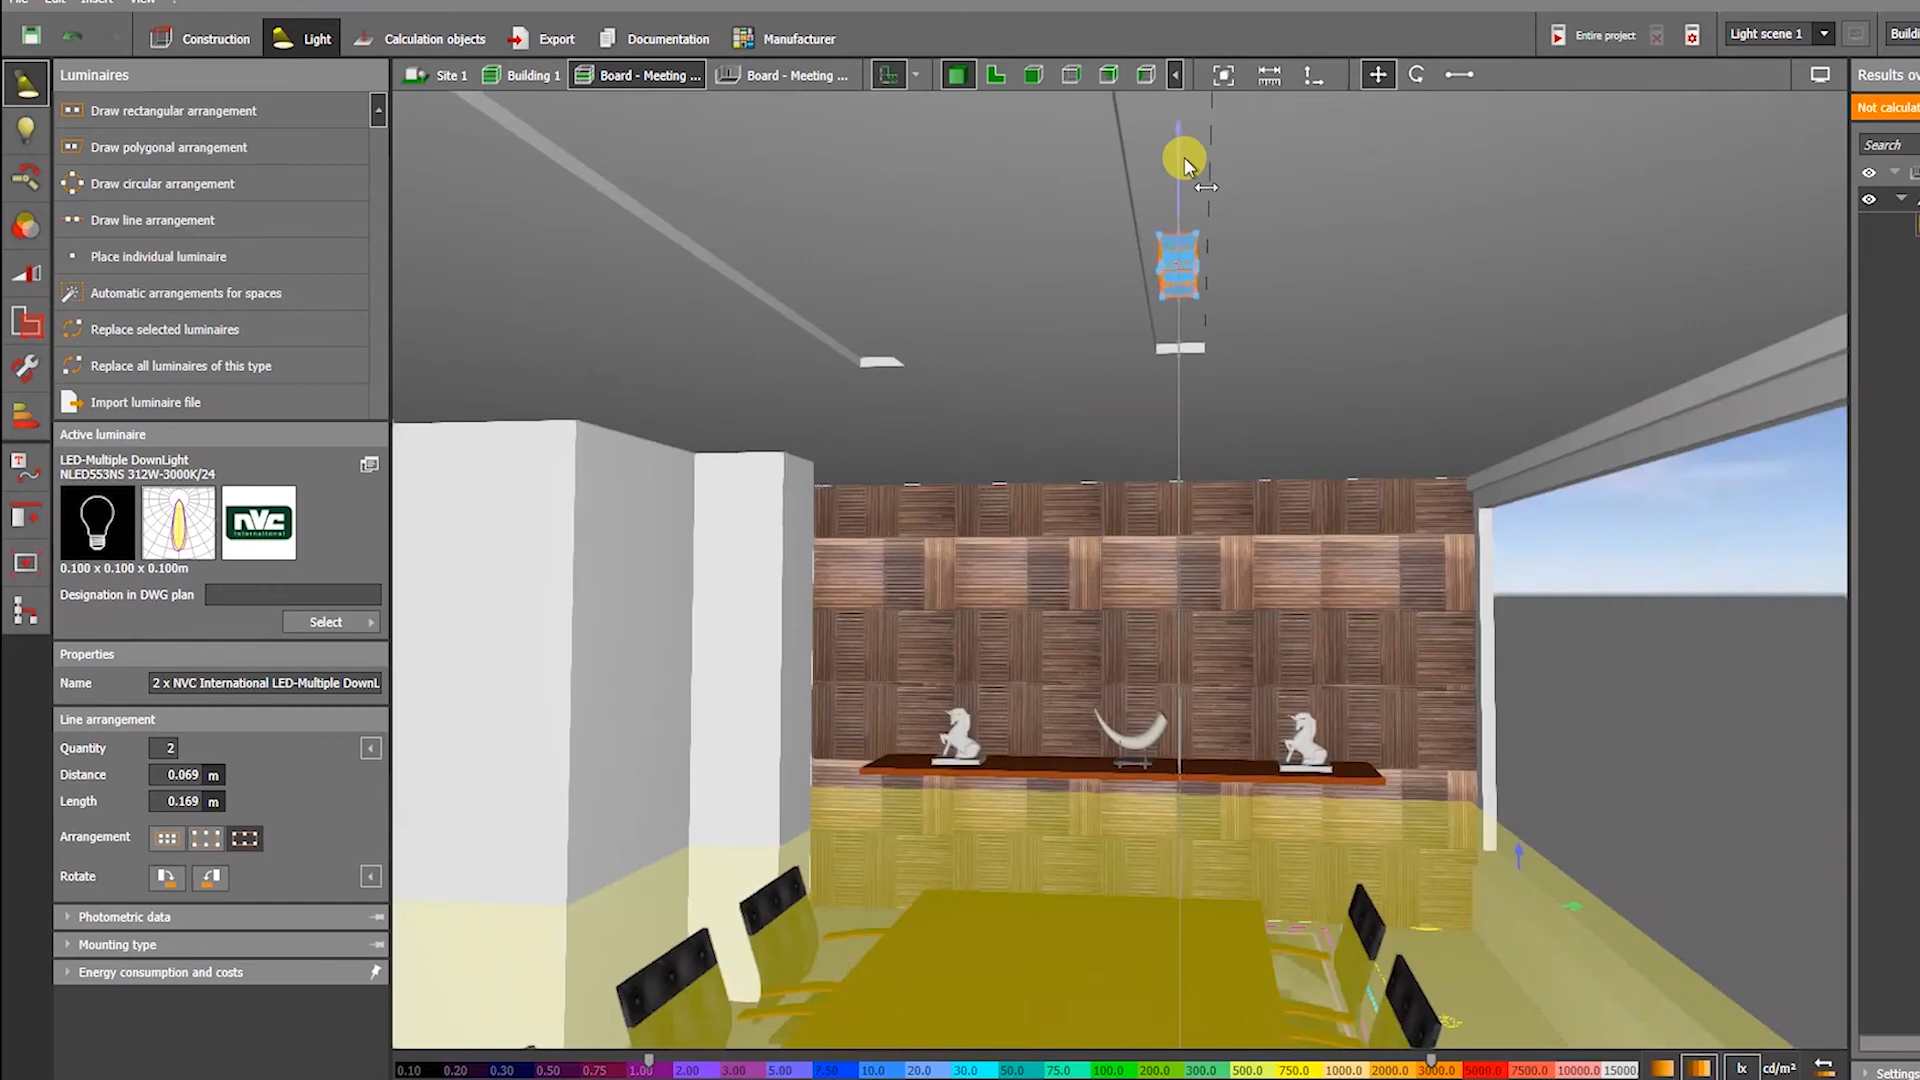 File Edit Insert View ?
Construction Light Calculation objects Export Documentation Manufacturer Entire project Light scene 1
Luminaires Site 1 Building 1 Board - Meeting ... Board - Meeting ...
Draw rectangular arrangement
Draw polygonal arrangement
Draw circular arrangement
Draw line arrangement
Place individual luminaire
Automatic arrangements for spaces
Replace selected luminaires
Replace all luminaires of this type
Import luminaire file
Active luminaire
LED-Multiple DownLight
NLED553NS 312W-3000K/24
nvc
International
0.100 x 0.100 x 0.100m
Designation in DWG plan
Select
Properties
Name 2 x NVC International LED-Multiple DownL
Line arrangement
Quantity 2
Distance 0.069 m
Length 0.169 m
Arrangement
Rotate
Photometric data
Mounting type
Energy consumption and costs
Buildi
Results ov
Not calculat
Search
0.10 0.20 0.30 0.50 0.75 1.00 2.00 3.00 5.00 7.50 10.0 20.0 30.0 50.0 75.0 100.0 200.0 300.0 500.0 750.0 1000.0 2000.0 3000.0 5000.0 7500.0 10000.0 15000. lx cd/m²
Settings